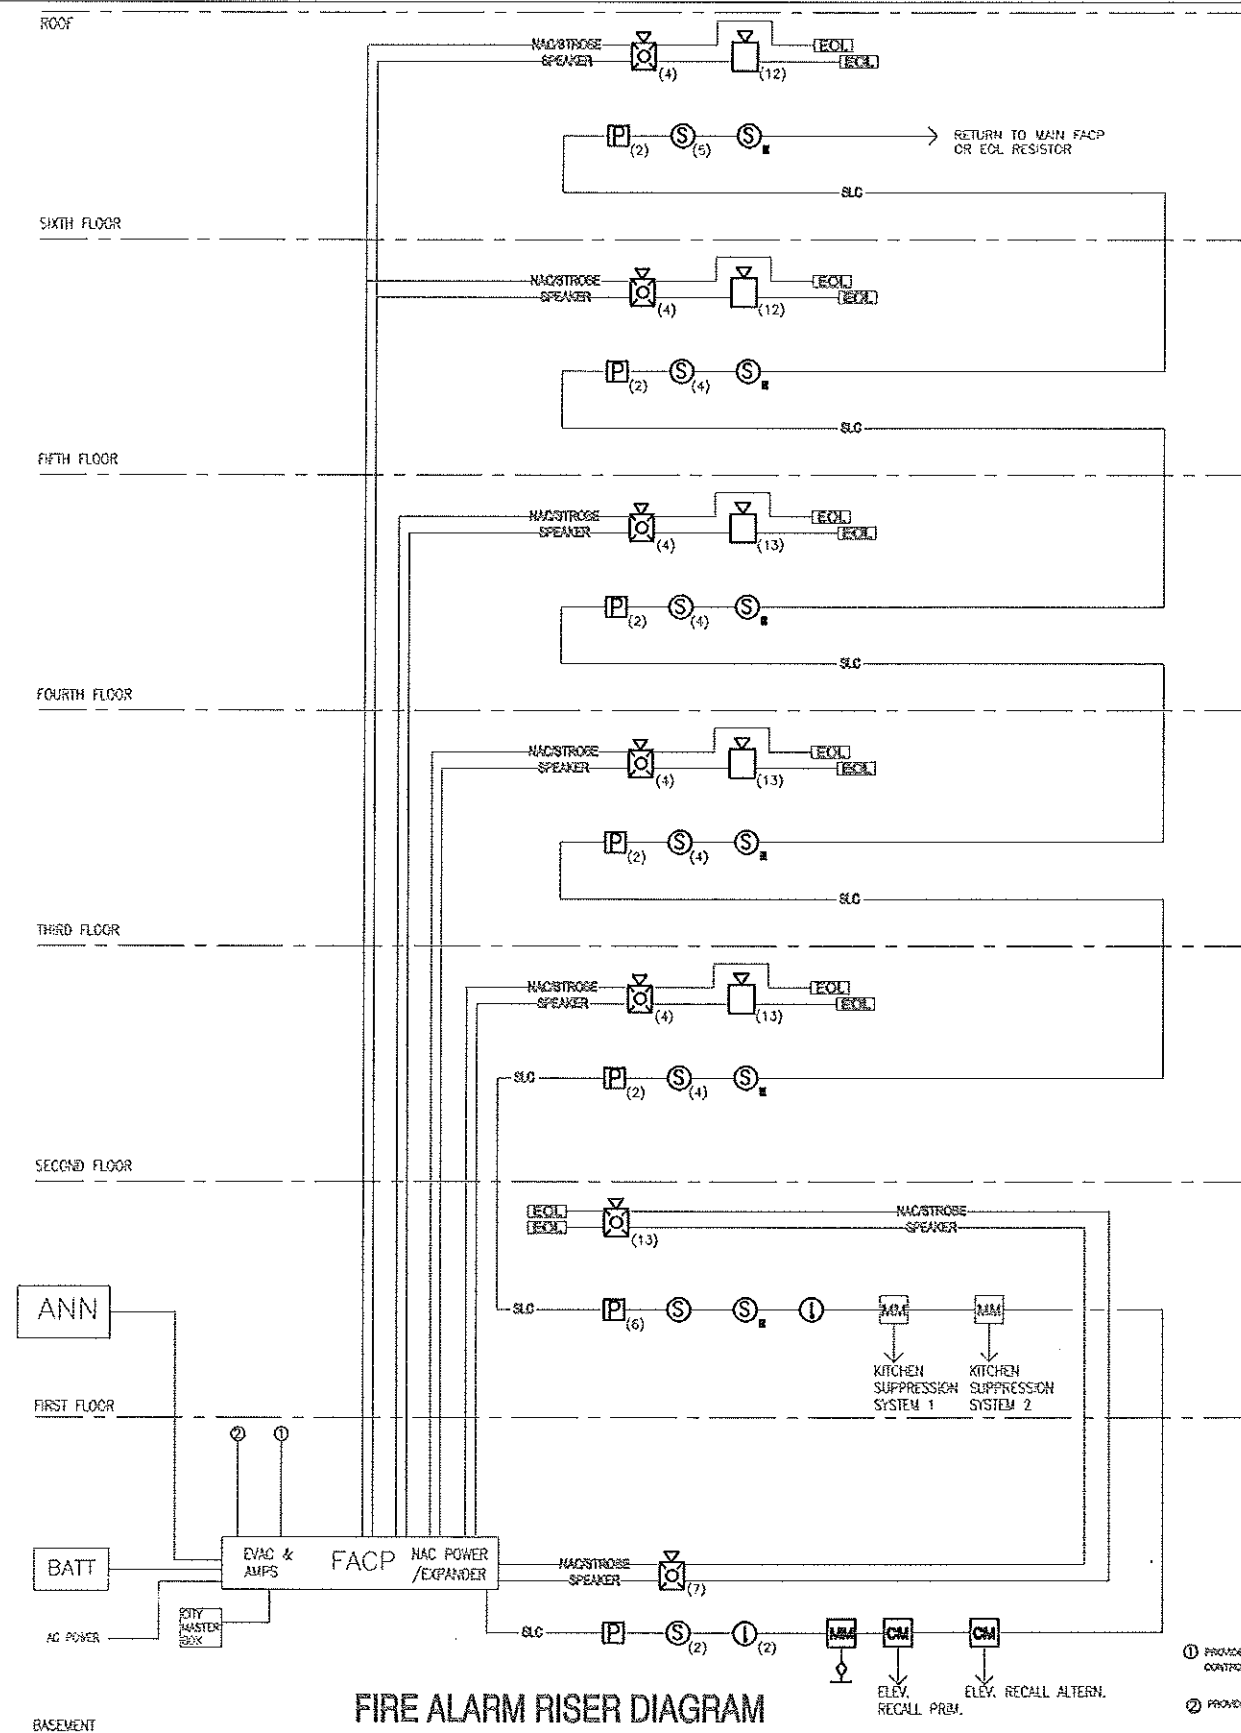 ROOF
NAC/STROBE
SPEAKER
(4)
(12)
EOL
EOL
P
(2)
S
(5)
S
E
RETURN TO MAIN FACP
OR EOL RESISTOR
SLC
SIXTH FLOOR
NAC/STROBE
SPEAKER
(4)
(12)
EOL
EOL
P
(2)
S
(4)
S
E
SLC
FIFTH FLOOR
NAC/STROBE
SPEAKER
(4)
(13)
EOL
EOL
P
(2)
S
(4)
S
E
SLC
FOURTH FLOOR
NAC/STROBE
SPEAKER
(4)
(13)
EOL
EOL
P
(2)
S
(4)
S
E
SLC
THIRD FLOOR
NAC/STROBE
SPEAKER
(4)
(13)
EOL
EOL
SLC
P
(2)
S
(4)
S
E
SECOND FLOOR
EOL
EOL
(13)
NAC/STROBE
SPEAKER
ANN
SLC
P
(6)
S
S
E
MM
MM
KITCHEN
SUPPRESSION
SYSTEM 1
KITCHEN
SUPPRESSION
SYSTEM 2
FIRST FLOOR
2
1
BATT
EVAC &
AMPS
FACP
NAC POWER
/EXPANDER
NAC/STROBE
SPEAKER
(7)
AC POWER
CITY
MASTER
BOX
SLC
P
S
(2)
(2)
MM
CM
CM
ELEV.
RECALL PRIM.
ELEV. RECALL ALTERN.
1 PROVIDE
2
BASEMENT
FIRE ALARM RISER DIAGRAM